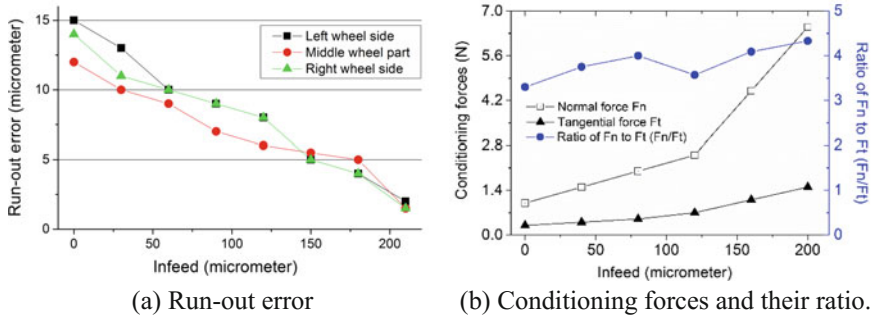 15
10
5
0
Run-out error (micrometer)
Left wheel side
Middle wheel part
Right wheel side
0 50 100 150 200
Infeed (micrometer)
(a) Run-out error
7.0
5.6
4.2
2.8
1.4
0.0
Conditioning forces (N)
Normal force Fn
Tangential force Ft
Ratio of Fn to Ft (Fn/Ft)
0 40 80 120 160 200
Infeed (micrometer)
5
4
3
2
1
0
Ratio of Fn to Ft (Fn/Ft)
(b) Conditioning forces and their ratio.